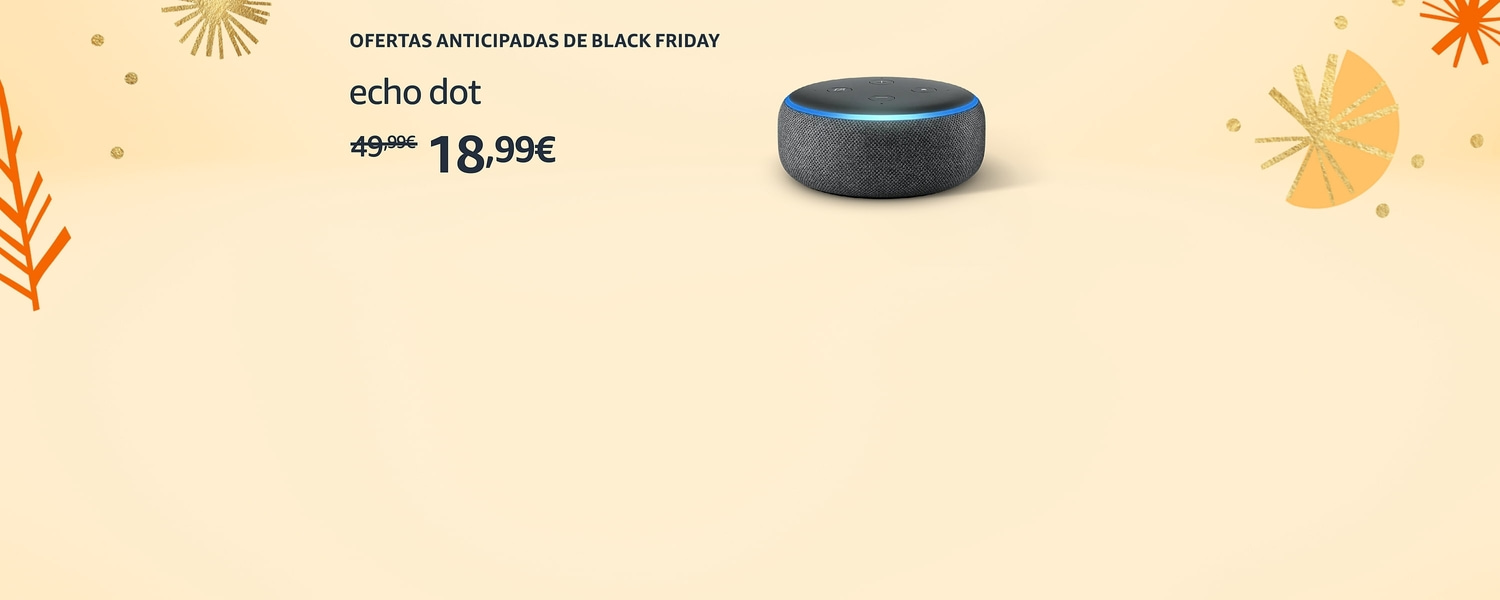 OFERTAS ANTICIPADAS DE BLACK FRIDAY
echo dot
49,99€ 18,99€